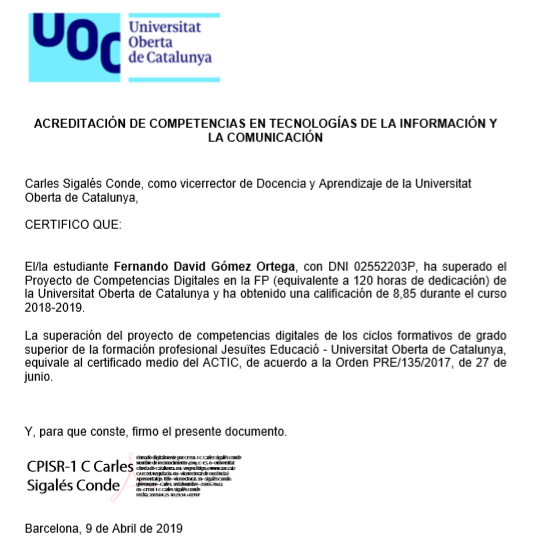 UOC
Universitat
Oberta
de Catalunya
ACREDITACIÓN DE COMPETENCIAS EN TECNOLOGÍAS DE LA INFORMACIÓN Y
LA COMUNICACIÓN
Carles Sigalés Conde, como vicerrector de Docencia y Aprendizaje de la Universitat
Oberta de Catalunya,
CERTIFICO QUE:
El/la estudiante Fernando David Gómez Ortega, con DNI 02552203P, ha superado el
Proyecto de Competencias Digitales en la FP (equivalente a 120 horas de dedicación) de
la Universitat Oberta de Catalunya y ha obtenido una calificación de 8,85 durante el curso
2018-2019.
La superación del proyecto de competencias digitales de los ciclos formativos de grado
superior de la formación profesional Jesuïtes Educació - Universitat Oberta de Catalunya,
equivale al certificado medio del ACTIC, de acuerdo a la Orden PRE/135/2017, de 27 de
junio.
Y, para que conste, firmo el presente documento.
CPISR-1 C Carles
Sigalés Conde
Barcelona, 9 de Abril de 2019